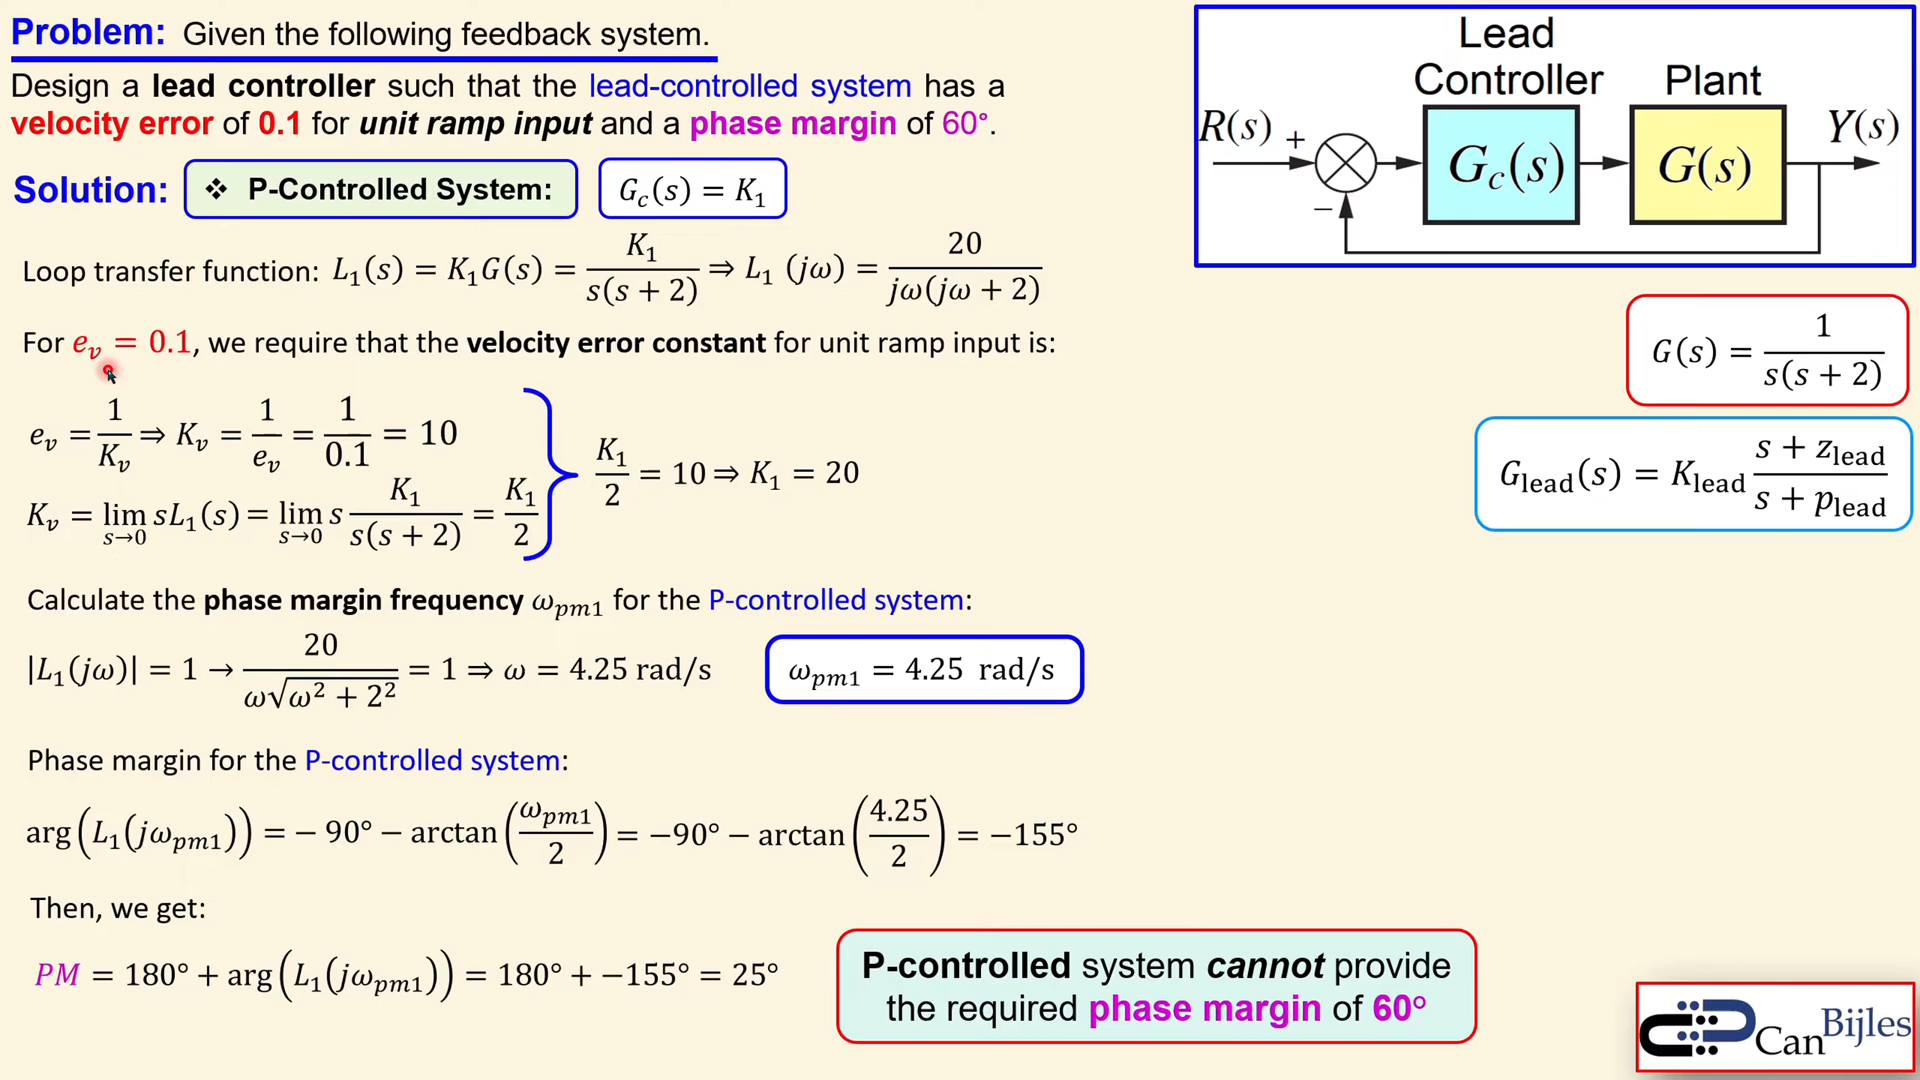 Problem: Given the following feedback system.
Design a lead controller such that the lead-controlled system has a
velocity error of 0.1 for unit ramp input and a phase margin of 60°.
Solution: ❖ P-Controlled System: G_c(s) = K_1
Loop transfer function: L_1(s) = K_1G(s) = K_1 / s(s + 2) ⇒ L_1 (jω) = 20 / jω(jω + 2)
For e_v = 0.1, we require that the velocity error constant for unit ramp input is:
e_v = 1/K_v ⇒ K_v = 1/e_v = 1/0.1 = 10
K_v = lim s→0 sL_1(s) = lim s→0 s K_1 / s(s + 2) = K_1/2
K_1/2 = 10 ⇒ K_1 = 20
Calculate the phase margin frequency ω_pm1 for the P-controlled system:
|L_1(jω)| = 1 → 20 / ω√(ω² + 2²) = 1 ⇒ ω = 4.25 rad/s
ω_pm1 = 4.25 rad/s
Phase margin for the P-controlled system:
arg(L_1(jω_pm1)) = − 90° − arctan(ω_pm1/2) = −90° − arctan(4.25/2) = −155°
Then, we get:
PM = 180° + arg(L_1(jω_pm1)) = 180° + −155° = 25°
P-controlled system cannot provide
the required phase margin of 60°
Lead
Controller
Plant
R(s)
+
−
G_c(s)
G(s)
Y(s)
G(s) = 1 / s(s + 2)
G_lead(s) = K_lead s + z_lead / s + p_lead
CanBijles